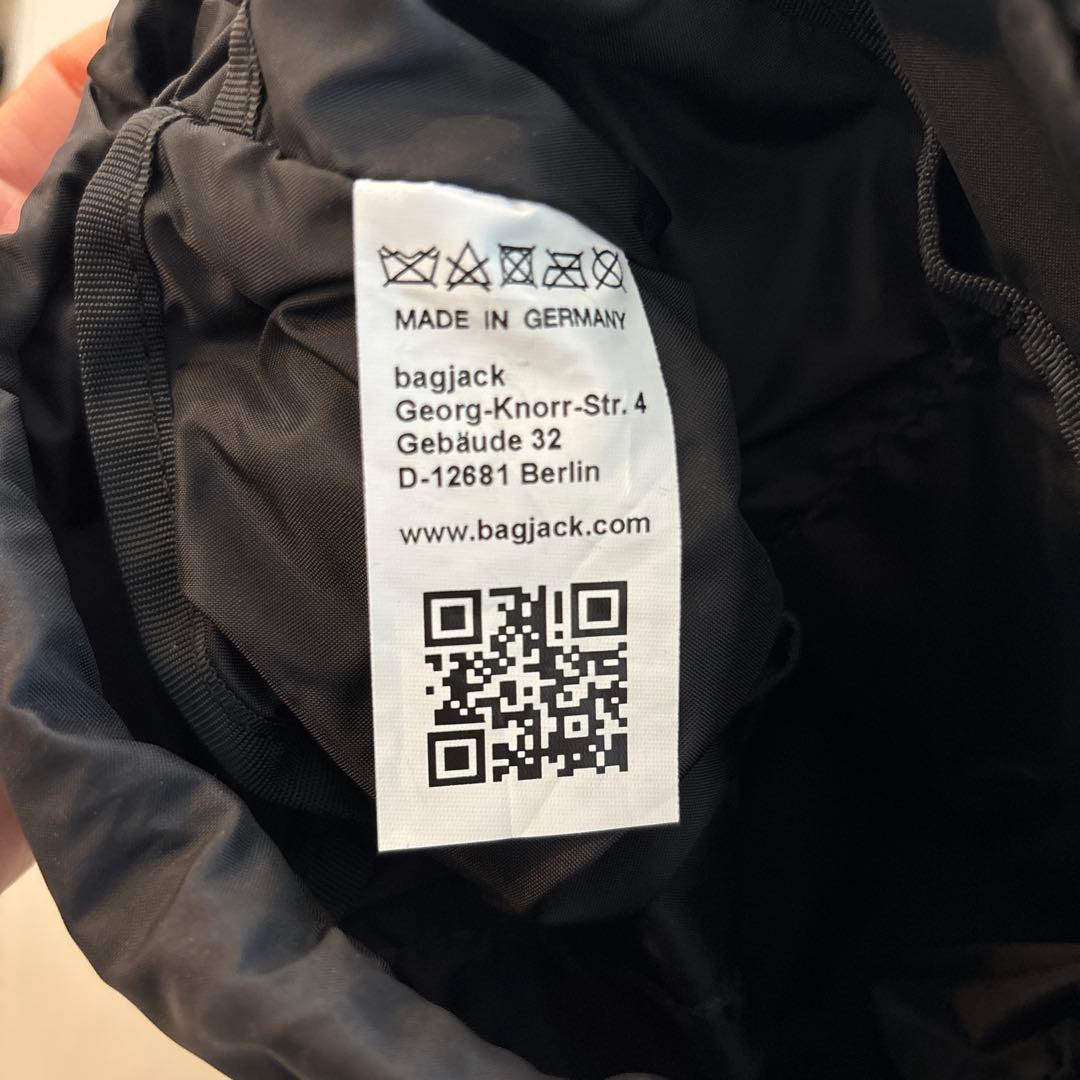 MADE IN GERMANY
bagjack
Georg-Knorr-Str. 4
Gebäude 32
D-12681 Berlin
www.bagjack.com